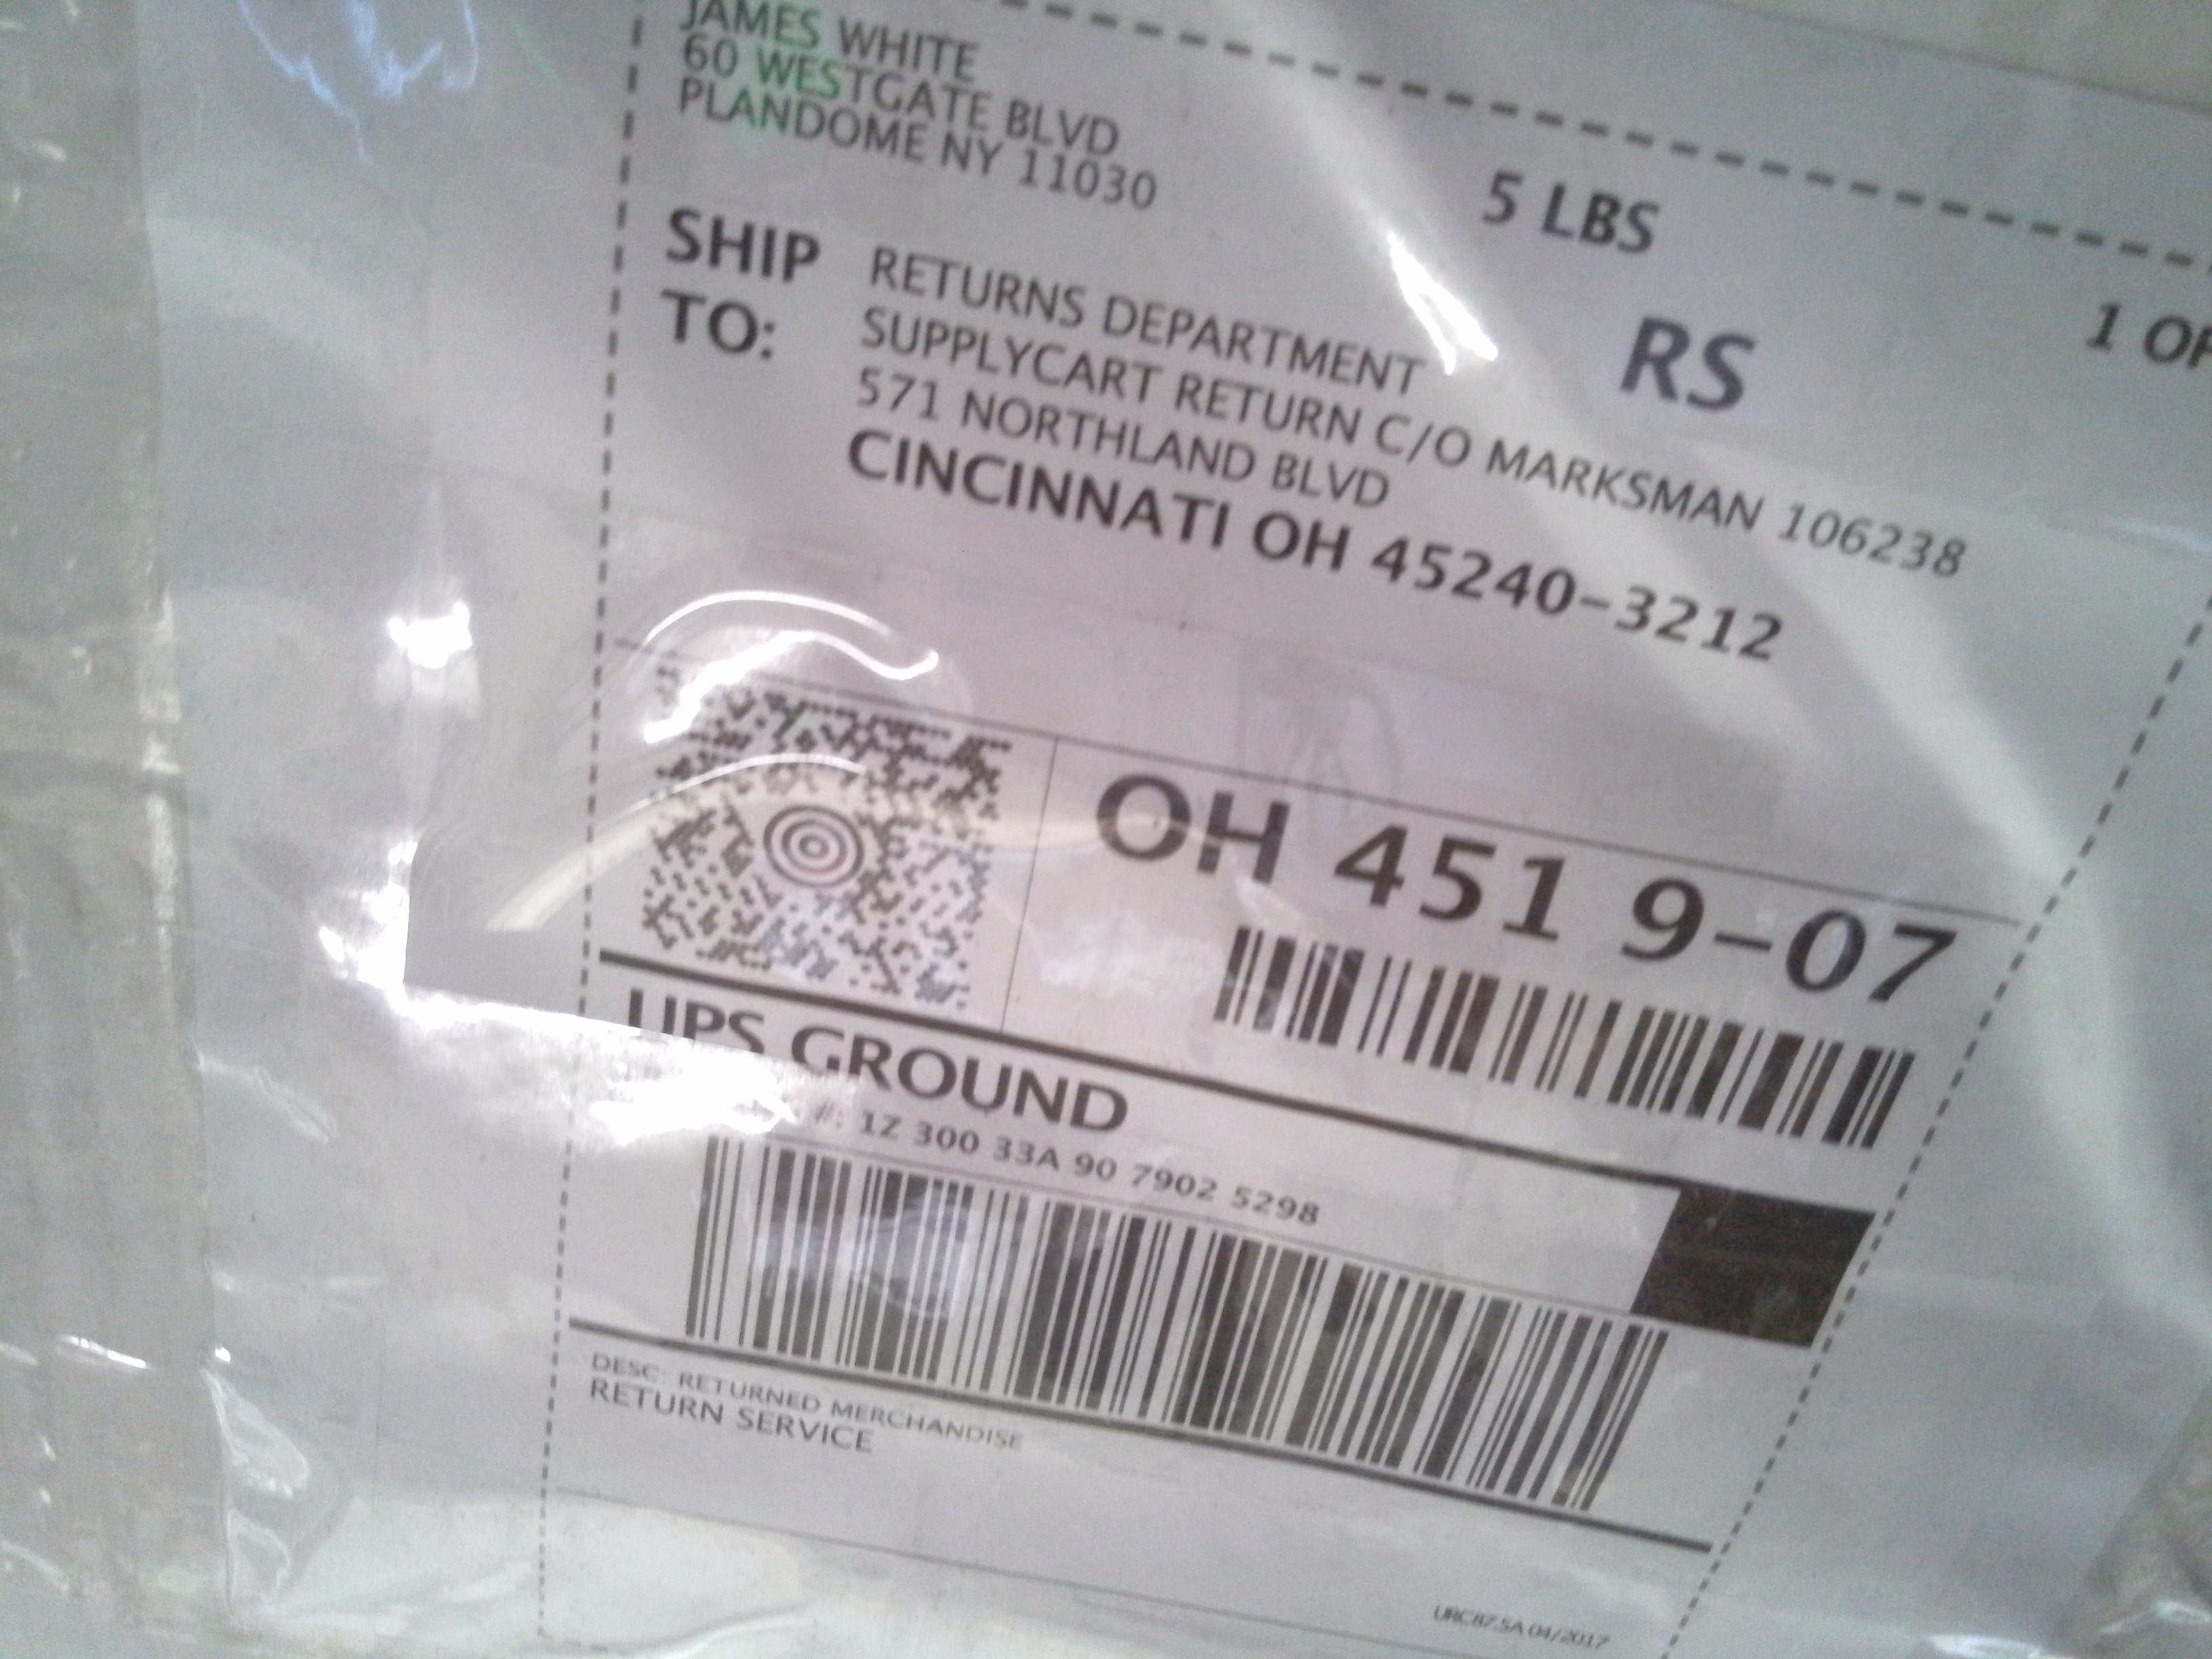 JAMES WHITE
60 WESTGATE BLVD
PLANDOME NY 11030
5 LBS
1 OF
RS
SHIP
TO:
RETURNS DEPARTMENT
SUPPLYCART RETURN C/O MARKSMAN 106238
571 NORTHLAND BLVD
CINCINNATI OH 45240-3212
OH 451 9-07
UPS GROUND
#: 1Z 300 33A 90 7902 5298
DESC: RETURNED MERCHANDISE
RETURN SERVICE
04/2017